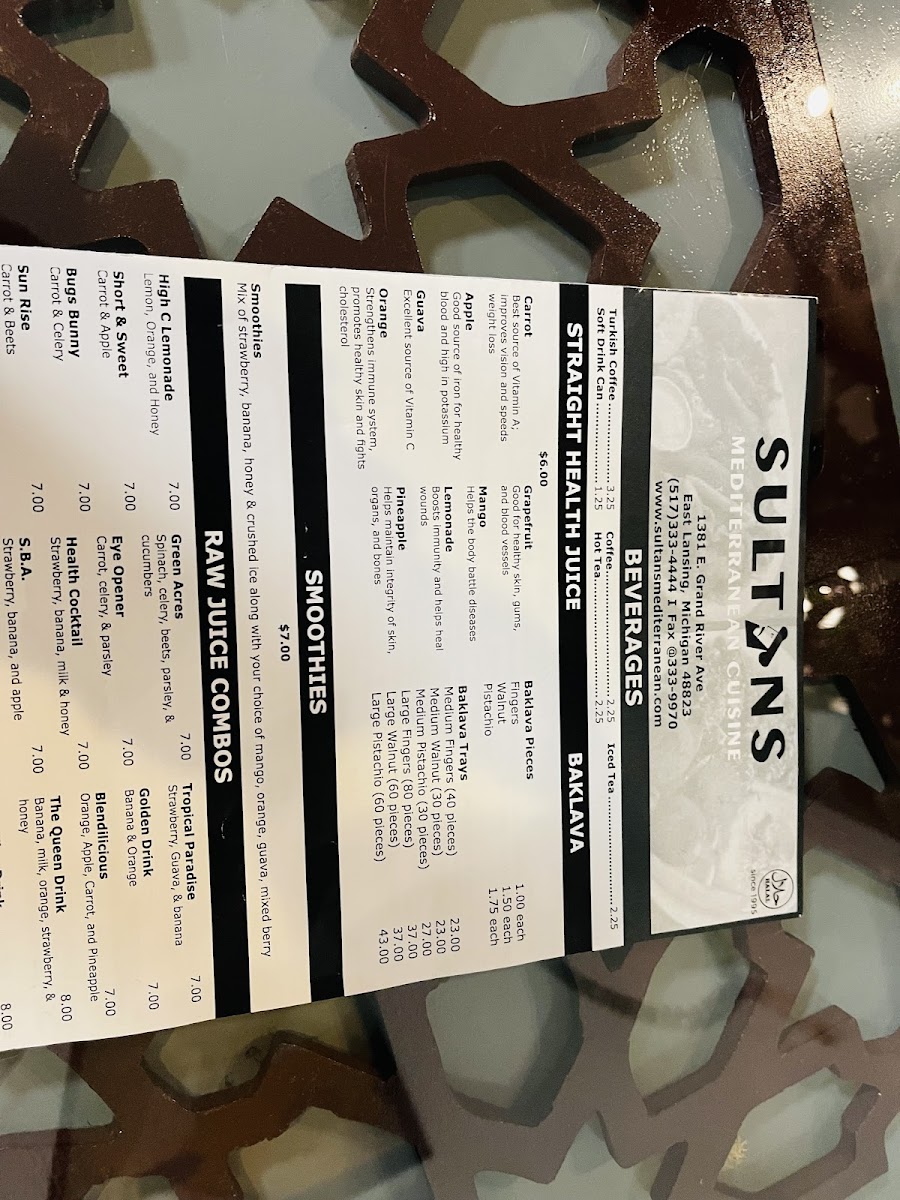 SULTANS
MEDITERRANEAN CUISINE
1381 E. Grand River Ave
East Lansing, Michigan 48823
(517)333-4444 I Fax @333-9970
www.sultansmediterranean.com
HALAL
since 1995
BEVERAGES
Turkish Coffee 3.25
Soft Drink Can 1.25
Coffee 2.25
Hot Tea 2.25
Iced Tea 2.25
STRAIGHT HEALTH JUICE
$6.00
Carrot
Best source of Vitamin A;
improves vision and speeds
weight loss
Apple
Good source of iron for healthy
blood and high in potassium
Guava
Excellent source of Vitamin C
Orange
Strengthens immune system,
promotes healthy skin and fights
cholesterol
Grapefruit
Good for healthy skin, gums,
and blood vessels
Mango
Helps the body battle diseases
Lemonade
Boosts immunity and helps heal
wounds
Pineapple
Helps maintain integrity of skin,
organs, and bones
BAKLAVA
Baklava Pieces
Fingers 1.00 each
Walnut 1.50 each
Pistachio 1.75 each
Baklava Trays
Medium Fingers (40 pieces) 23.00
Medium Walnut (30 pieces) 23.00
Medium Pistachio (30 pieces) 27.00
Large Fingers (80 pieces) 37.00
Large Walnut (60 pieces) 37.00
Large Pistachio (60 pieces) 43.00
SMOOTHIES
$7.00
Smoothies
Mix of strawberry, banana, honey & crushed ice along with your choice of mango, orange, guava, mixed berry
RAW JUICE COMBOS
High C Lemonade 7.00
Lemon, Orange, and Honey
Short & Sweet 7.00
Carrot & Apple
Bugs Bunny 7.00
Carrot & Celery
Sun Rise 7.00
Carrot & Beets
Green Acres 7.00
Spinach, celery, beets, parsley, &
cucumbers
Eye Opener 7.00
Carrot, celery, & parsley
Health Cocktail 7.00
Strawberry, banana, milk & honey
S.B.A. 7.00
Strawberry, banana, and apple
Tropical Paradise 7.00
Strawberry, Guava, & banana
Golden Drink 7.00
Banana & Orange
Blendilicious 7.00
Orange, Apple, Carrot, and Pineapple
The Queen Drink 8.00
Banana, milk, orange, strawberry, &
honey
8.00